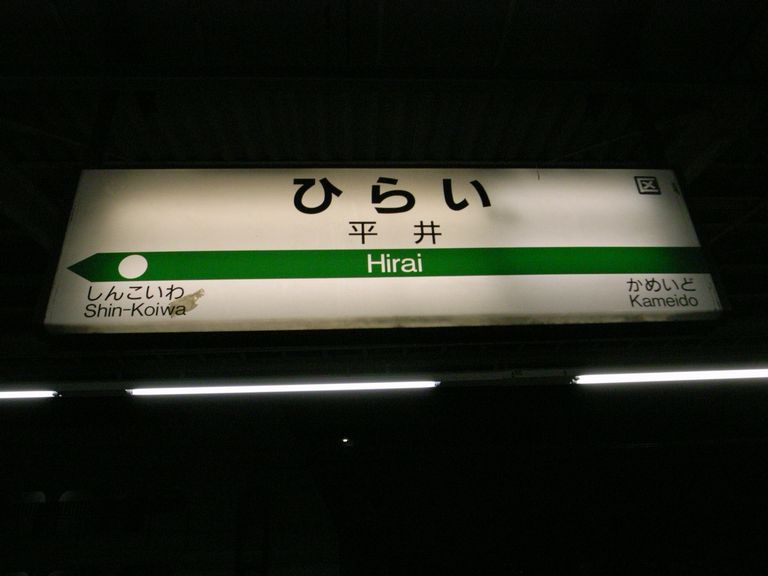 ひらい
区
平井
Hirai
しんこいわ
Shin-Koiwa
かめいど
Kameido